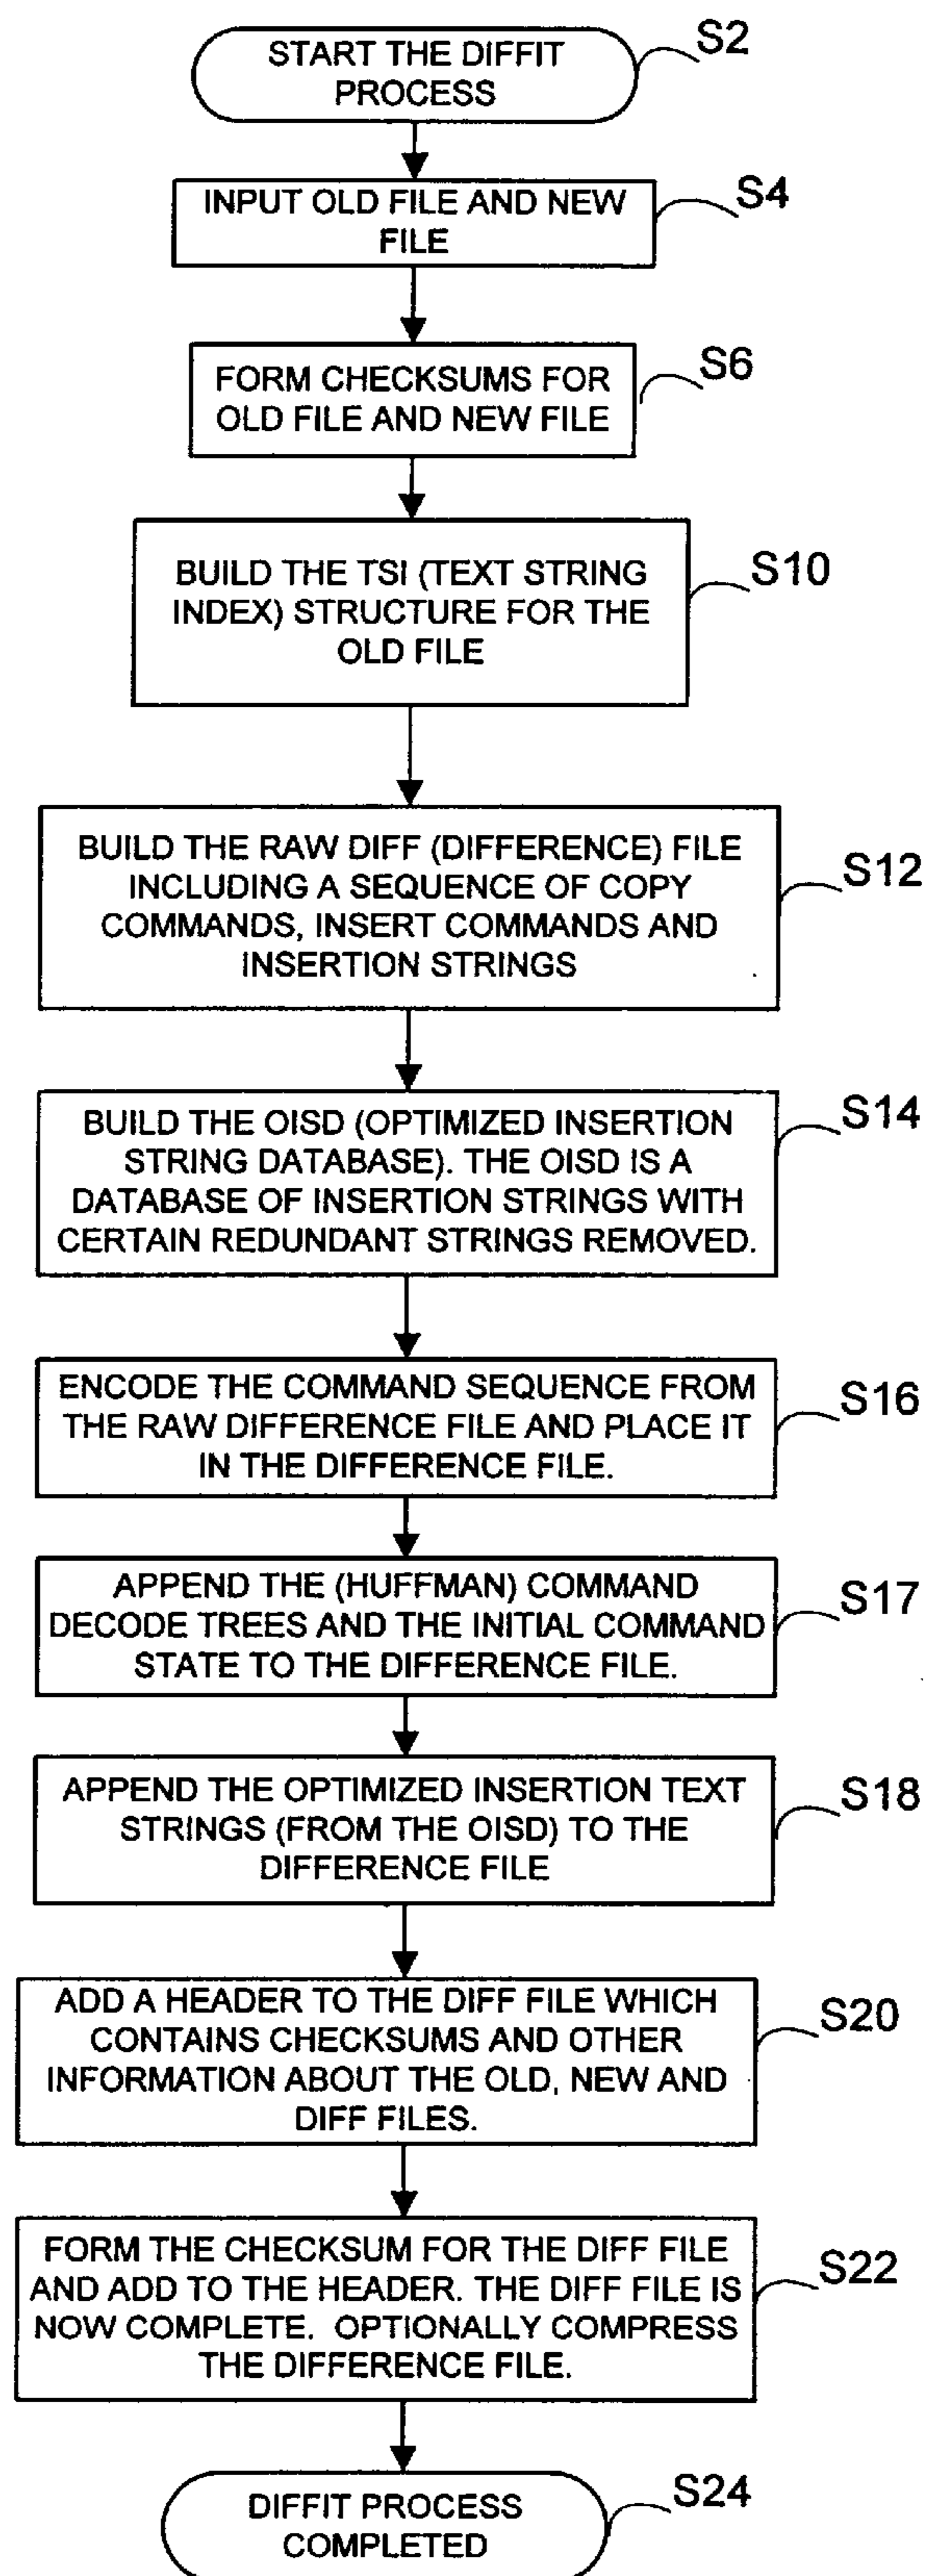 START THE DIFFIT
PROCESS
S2
INPUT OLD FILE AND NEW
FILE
S4
FORM CHECKSUMS FOR
OLD FILE AND NEW FILE
S6
BUILD THE TSI (TEXT STRING
INDEX) STRUCTURE FOR THE
OLD FILE
S10
BUILD THE RAW DIFF (DIFFERENCE) FILE
INCLUDING A SEQUENCE OF COPY
COMMANDS, INSERT COMMANDS AND
INSERTION STRINGS
S12
BUILD THE OISD (OPTIMIZED INSERTION
STRING DATABASE). THE OISD IS A
DATABASE OF INSERTION STRINGS WITH
CERTAIN REDUNDANT STRINGS REMOVED.
S14
ENCODE THE COMMAND SEQUENCE FROM
THE RAW DIFFERENCE FILE AND PLACE IT
IN THE DIFFERENCE FILE.
S16
APPEND THE (HUFFMAN) COMMAND
DECODE TREES AND THE INITIAL COMMAND
STATE TO THE DIFFERENCE FILE.
S17
APPEND THE OPTIMIZED INSERTION TEXT
STRINGS (FROM THE OISD) TO THE
DIFFERENCE FILE
S18
ADD A HEADER TO THE DIFF FILE WHICH
CONTAINS CHECKSUMS AND OTHER
INFORMATION ABOUT THE OLD, NEW AND
DIFF FILES.
S20
FORM THE CHECKSUM FOR THE DIFF FILE
AND ADD TO THE HEADER. THE DIFF FILE IS
NOW COMPLETE. OPTIONALLY COMPRESS
THE DIFFERENCE FILE.
S22
DIFFIT PROCESS
COMPLETED
S24